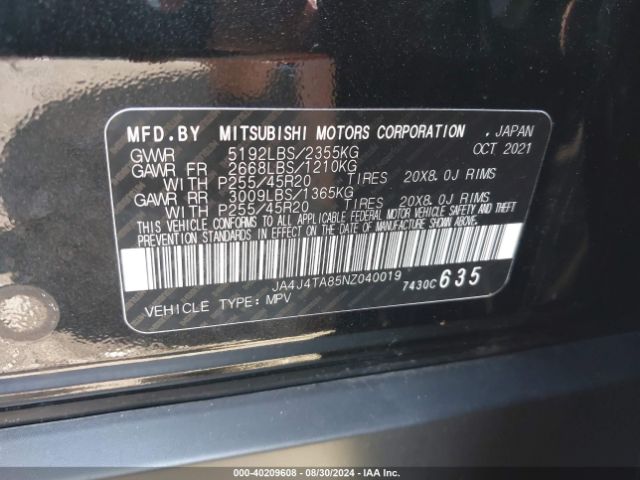 MFD.BY MITSUBISHI MOTORS CORPORATION , JAPAN
GVWR 5192LBS/2355KG OCT 2021
GAWR FR 2668LBS/1210KG
WITH P255/45R20 TIRES 20X8.0J RIMS
GAWR RR 3009LBS/1365KG
WITH P255/45R20 TIRES 20X8.0J RIMS
THIS VEHICLE CONFORMS TO ALL APPLICABLE FEDERAL MOTOR VEHICLE SAFETY AND THEFT
PREVENTION STANDARDS IN EFFECT ON THE DATE OF MANUFACTURE SHOWN ABOVE.
JA4J4TA85NZ040019
VEHICLE TYPE: MPV 7430C 635
000-40209608 - 08/30/2024 - IAA Inc.